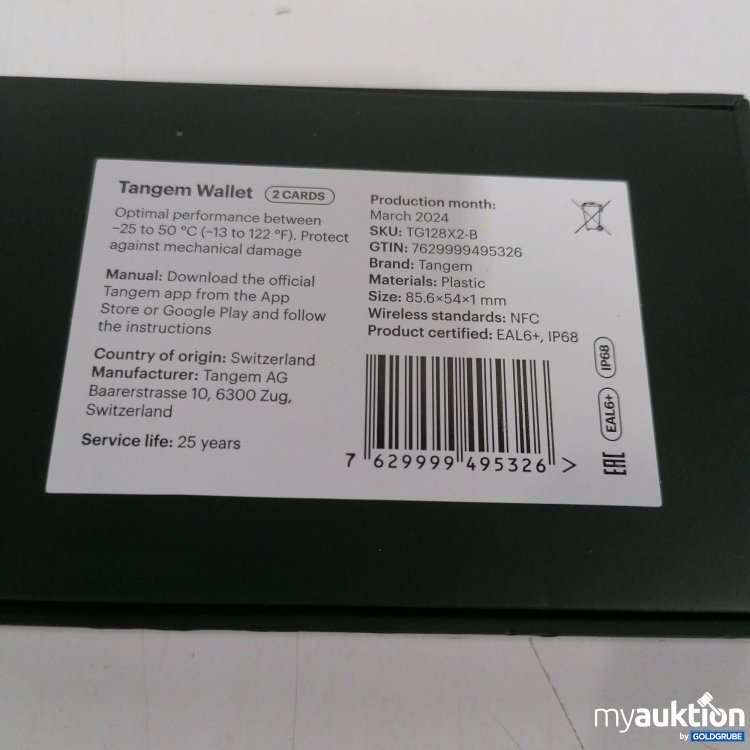 Tangem Wallet 2 CARDS
Optimal performance between
−25 to 50 °C (−13 to 122 °F). Protect
against mechanical damage
Manual: Download the official
Tangem app from the App
Store or Google Play and follow
the instructions
Country of origin: Switzerland
Manufacturer: Tangem AG
Baarerstrasse 10, 6300 Zug,
Switzerland
Service life: 25 years
Production month:
March 2024
SKU: TG128X2-B
GTIN: 7629999495326
Brand: Tangem
Materials: Plastic
Size: 85.6×54×1 mm
Wireless standards: NFC
Product certified: EAL6+, IP68
7 629999 495326 >
IP68
EAL6+
EAC
myauktion
by GOLDGRUBE